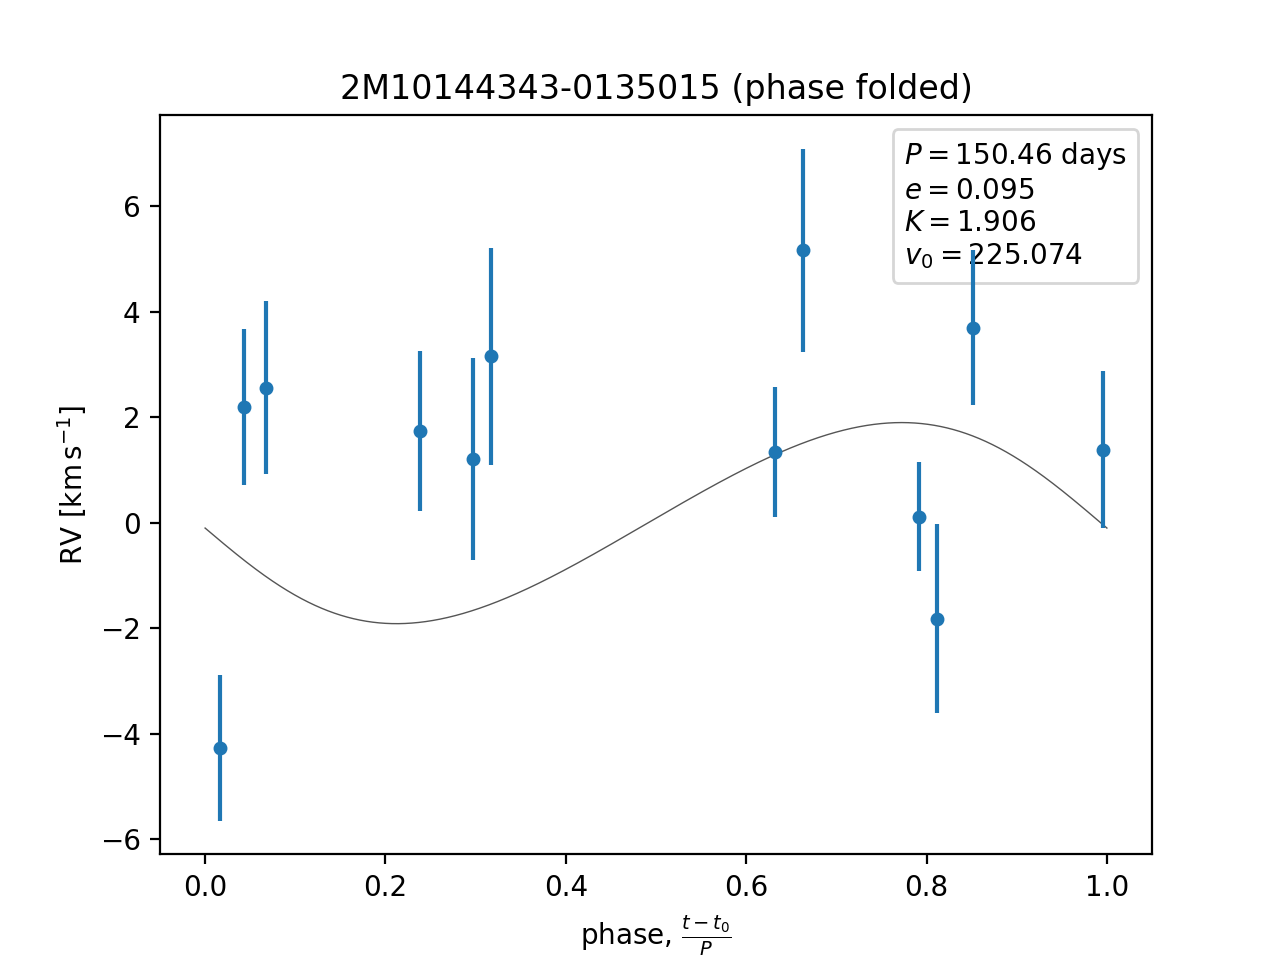 2M10144343-0135015 (phase folded)
P = 150.46 days
e = 0.095
K = 1.906
v₀ = 225.074
RV [km s⁻¹]
6
4
2
0
−2
−4
−6
0.0 0.2 0.4 0.6 0.8 1.0
phase, (t − t₀)/P